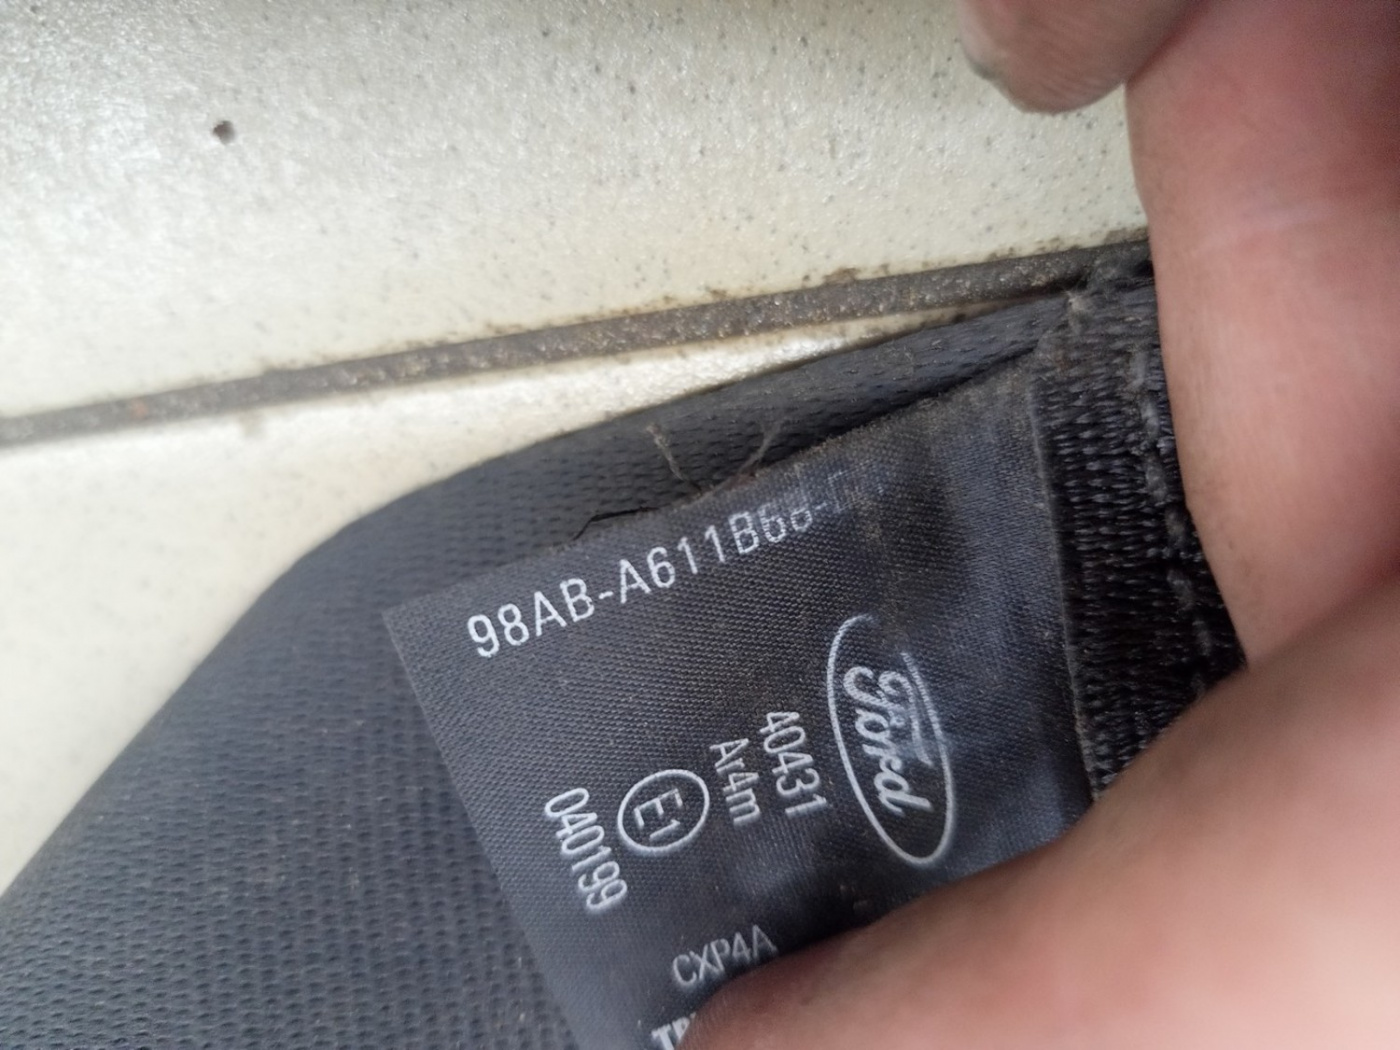 98AB-A611B68-
Ford
40431
Ar4m
E1
040199
CXP4A